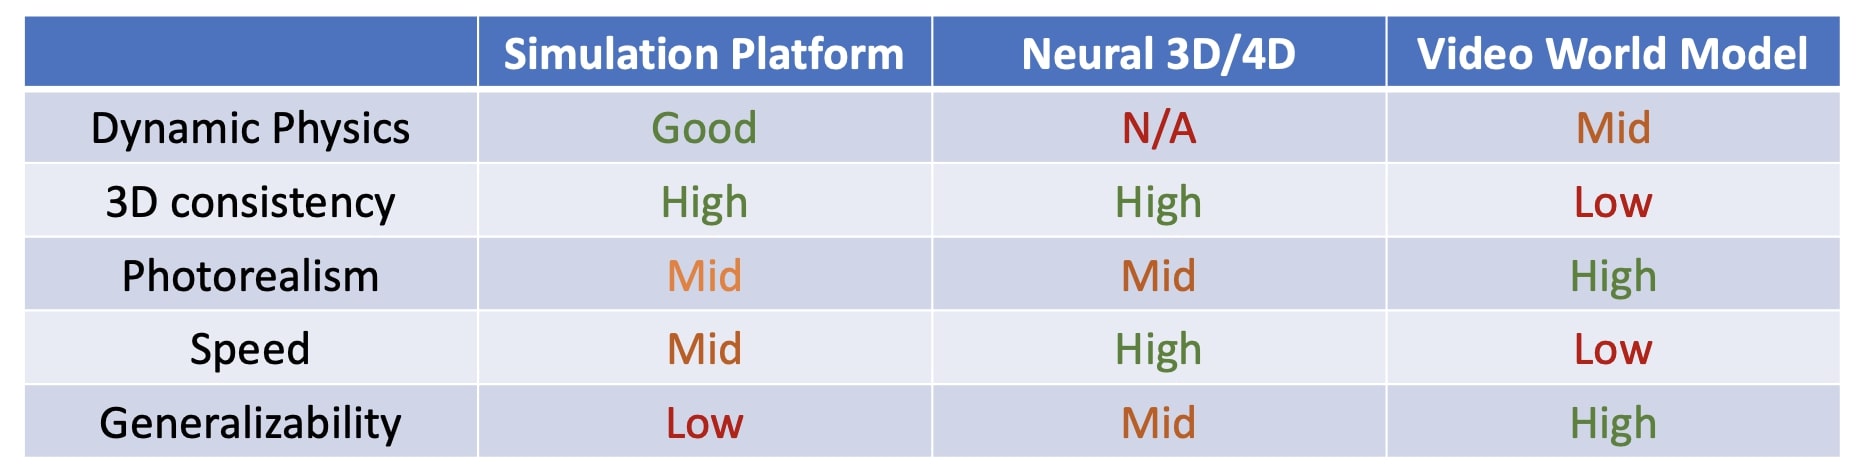 Simulation Platform Neural 3D/4D Video World Model
Dynamic Physics Good N/A Mid
3D consistency High High Low
Photorealism Mid Mid High
Speed Mid High Low
Generalizability Low Mid High